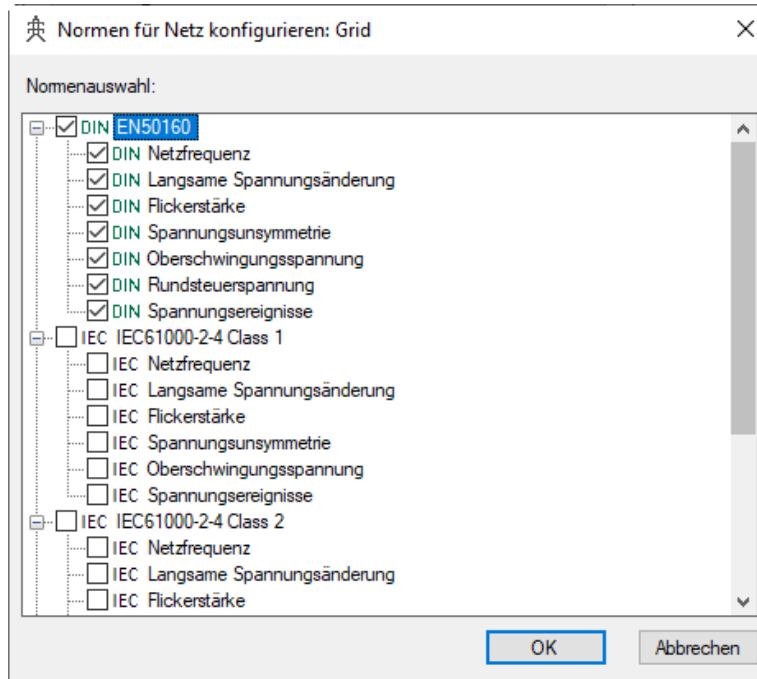 Normen für Netz konfigurieren: Grid
Normenauswahl:
DIN EN50160
DIN Netzfrequenz
DIN Langsame Spannungsänderung
DIN Flickerstärke
DIN Spannungsunsymmetrie
DIN Oberschwingungsspannung
DIN Rundsteuerspannung
DIN Spannungsereignisse
IEC IEC61000-2-4 Class 1
IEC Netzfrequenz
IEC Langsame Spannungsänderung
IEC Flickerstärke
IEC Spannungsunsymmetrie
IEC Oberschwingungsspannung
IEC Spannungsereignisse
IEC IEC61000-2-4 Class 2
IEC Netzfrequenz
IEC Langsame Spannungsänderung
IEC Flickerstärke
OK Abbrechen